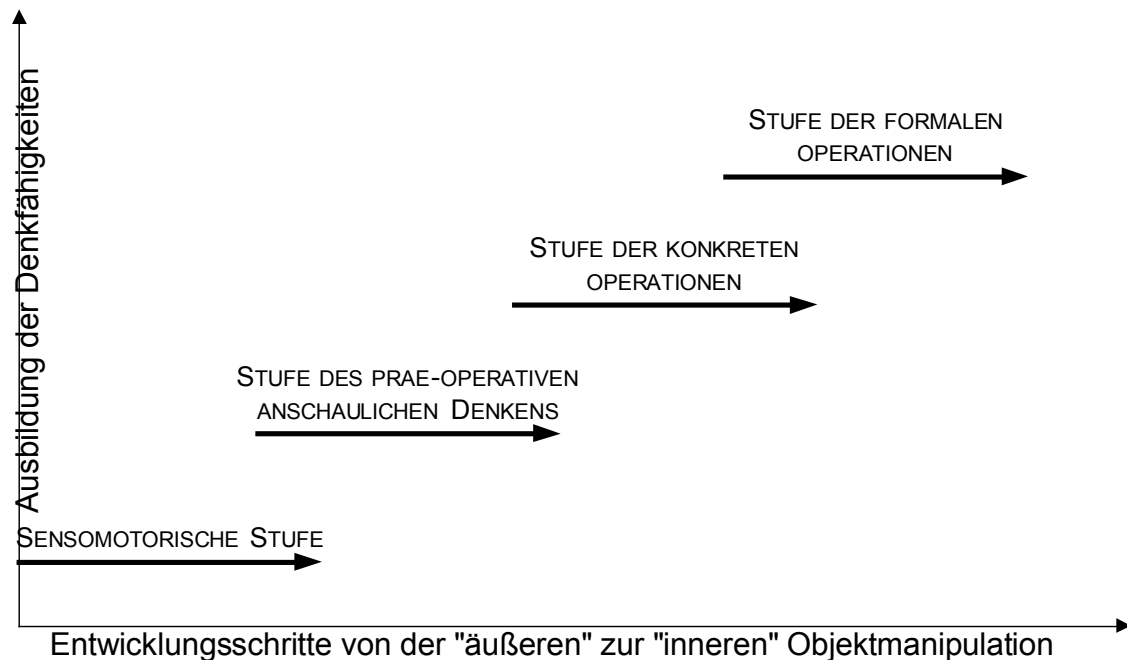 Ausbildung der Denkfähigkeiten
STUFE DER FORMALEN
OPERATIONEN
STUFE DER KONKRETEN
OPERATIONEN
STUFE DES PRAE-OPERATIVEN
ANSCHAULICHEN DENKENS
SENSOMOTORISCHE STUFE
Entwicklungsschritte von der "äußeren" zur "inneren" Objektmanipulation